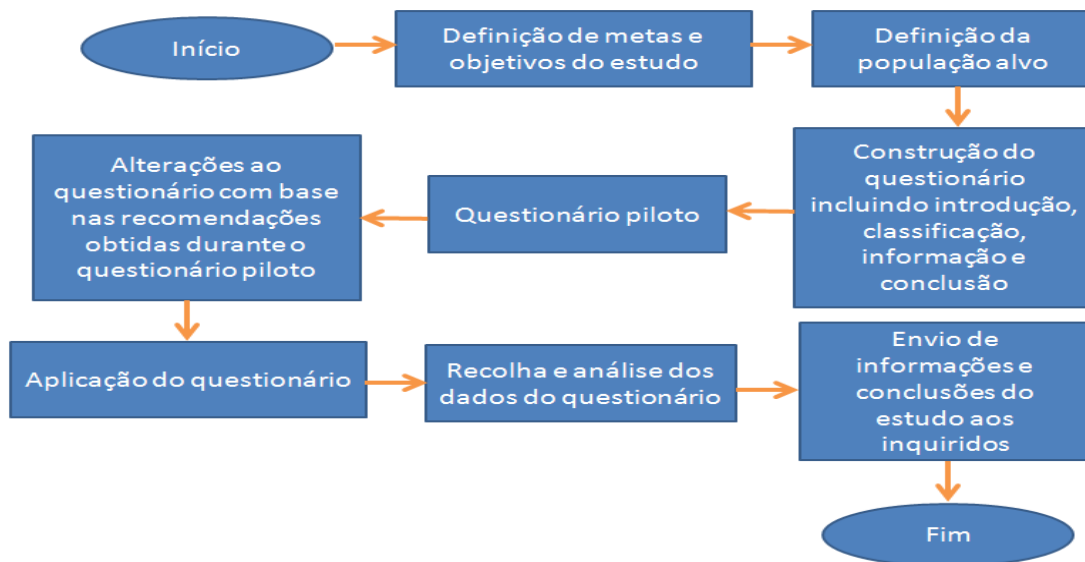 Início
Definição de metas e
objetivos do estudo
Definição da
população alvo
Construção do
questionário
incluindo introdução,
classificação,
informação e
conclusão
Questionário piloto
Alterações ao
questionário com base
nas recomendações
obtidas durante o
questionário piloto
Aplicação do questionário
Recolha e análise dos
dados do questionário
Envio de
informações e
conclusões do
estudo aos
inquiridos
Fim